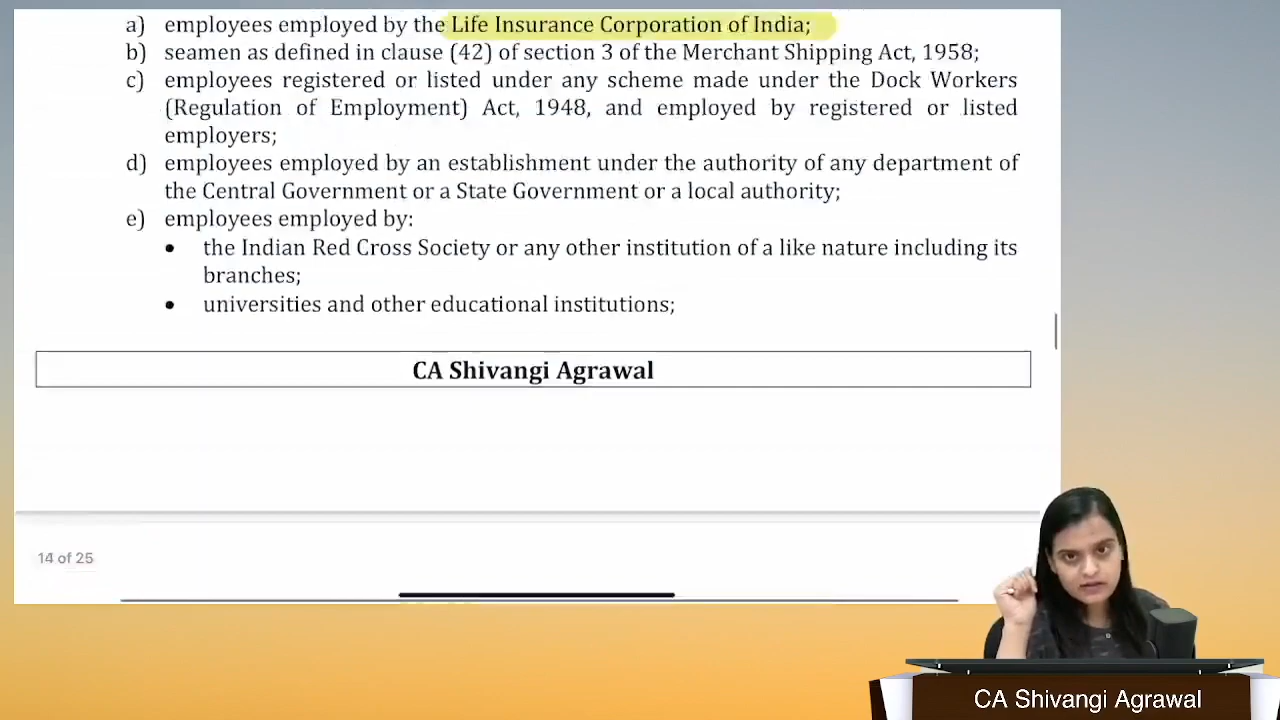 a) employees employed by the Life Insurance Corporation of India;
b) seamen as defined in clause (42) of section 3 of the Merchant Shipping Act, 1958;
c) employees registered or listed under any scheme made under the Dock Workers
(Regulation of Employment) Act, 1948, and employed by registered or listed
employers;
d) employees employed by an establishment under the authority of any department of
the Central Government or a State Government or a local authority;
e) employees employed by:
• the Indian Red Cross Society or any other institution of a like nature including its
branches;
• universities and other educational institutions;
CA Shivangi Agrawal
14 of 25
CA Shivangi Agrawal